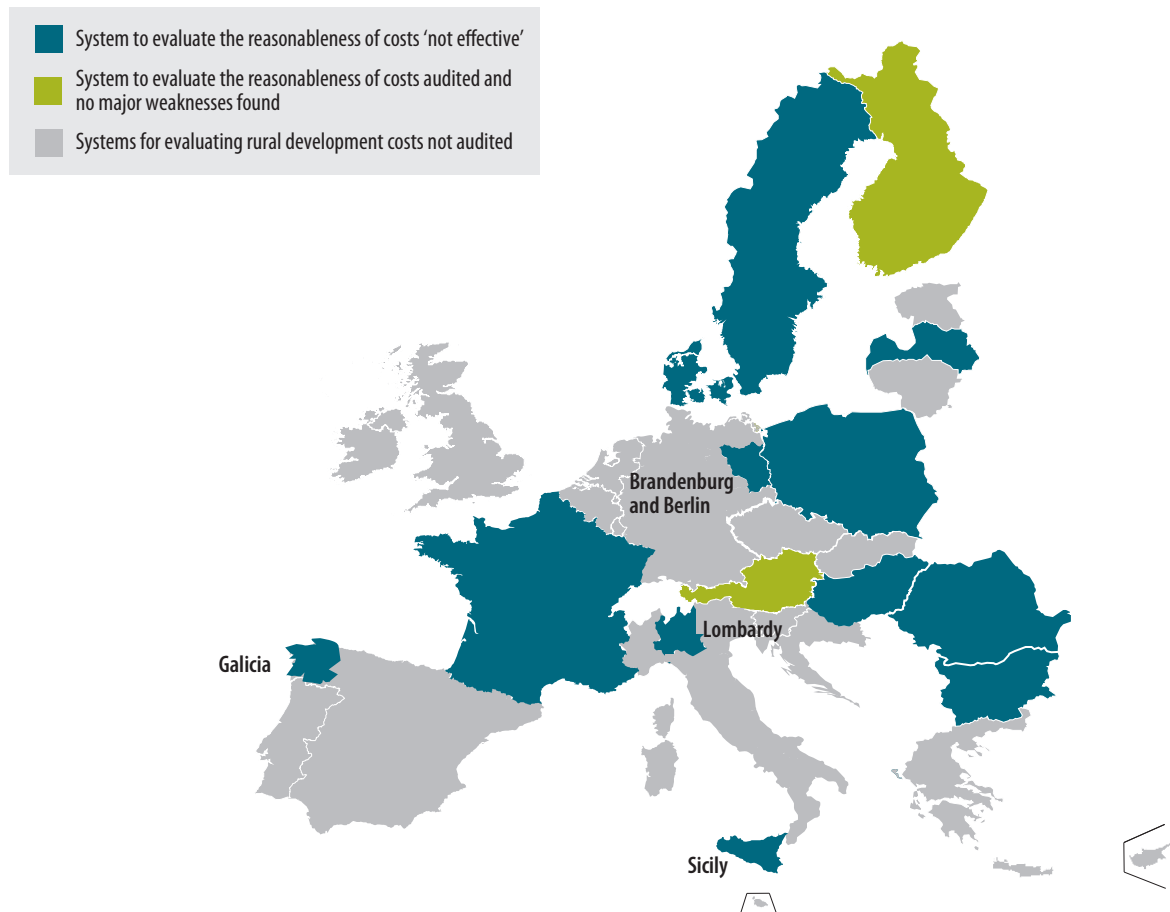 System to evaluate the reasonableness of costs ‘not effective’
System to evaluate the reasonableness of costs audited and
no major weaknesses found
Systems for evaluating rural development costs not audited
Brandenburg
and Berlin
Lombardy
Galicia
Sicily